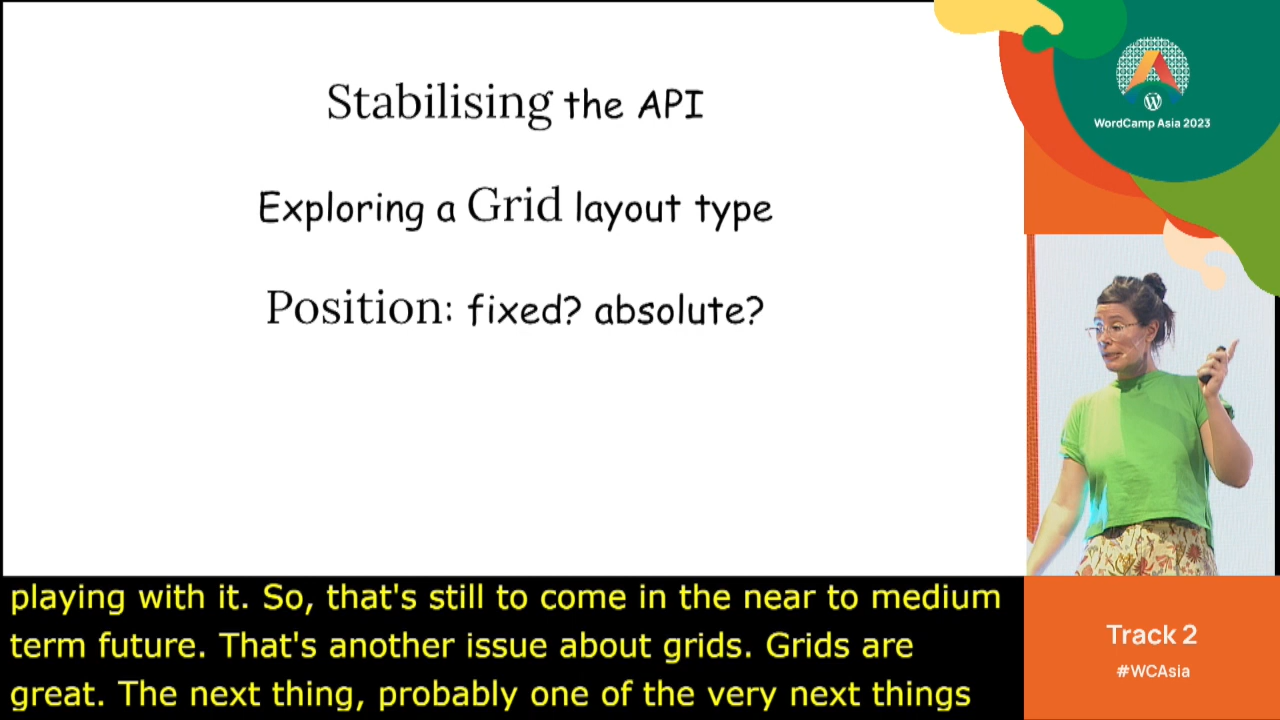 Stabilising the API
Exploring a Grid layout type
Position: fixed? absolute?
WordCamp Asia 2023
playing with it. So, that's still to come in the near to medium
term future. That's another issue about grids. Grids are
great. The next thing, probably one of the very next things
Track 2
#WCAsia